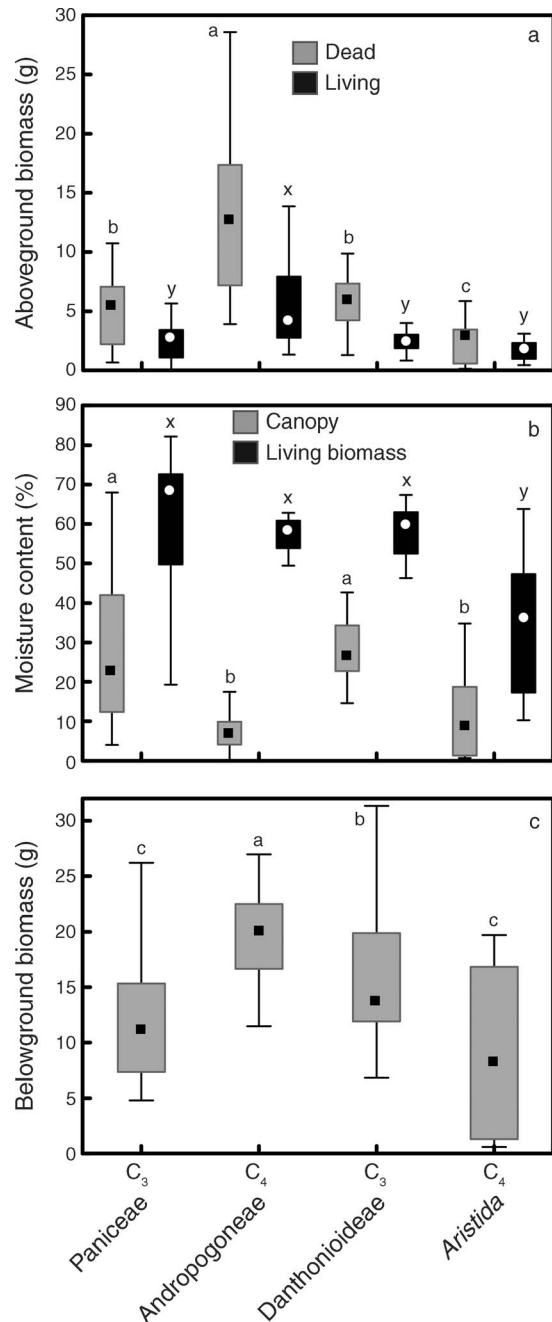 30
25
20
15
10
5
0
Aboveground biomass (g)
a
Dead
Living
a
b
y
x
b
y
c
y
90
80
70
60
50
40
30
20
10
0
Moisture content (%)
b
Canopy
Living biomass
a
x
b
x
a
x
b
y
30
25
20
15
10
5
0
Belowground biomass (g)
c
c
a
b
c
C₃ C₄ C₃ C₄
Paniceae
Andropogoneae
Danthonioideae
Aristida